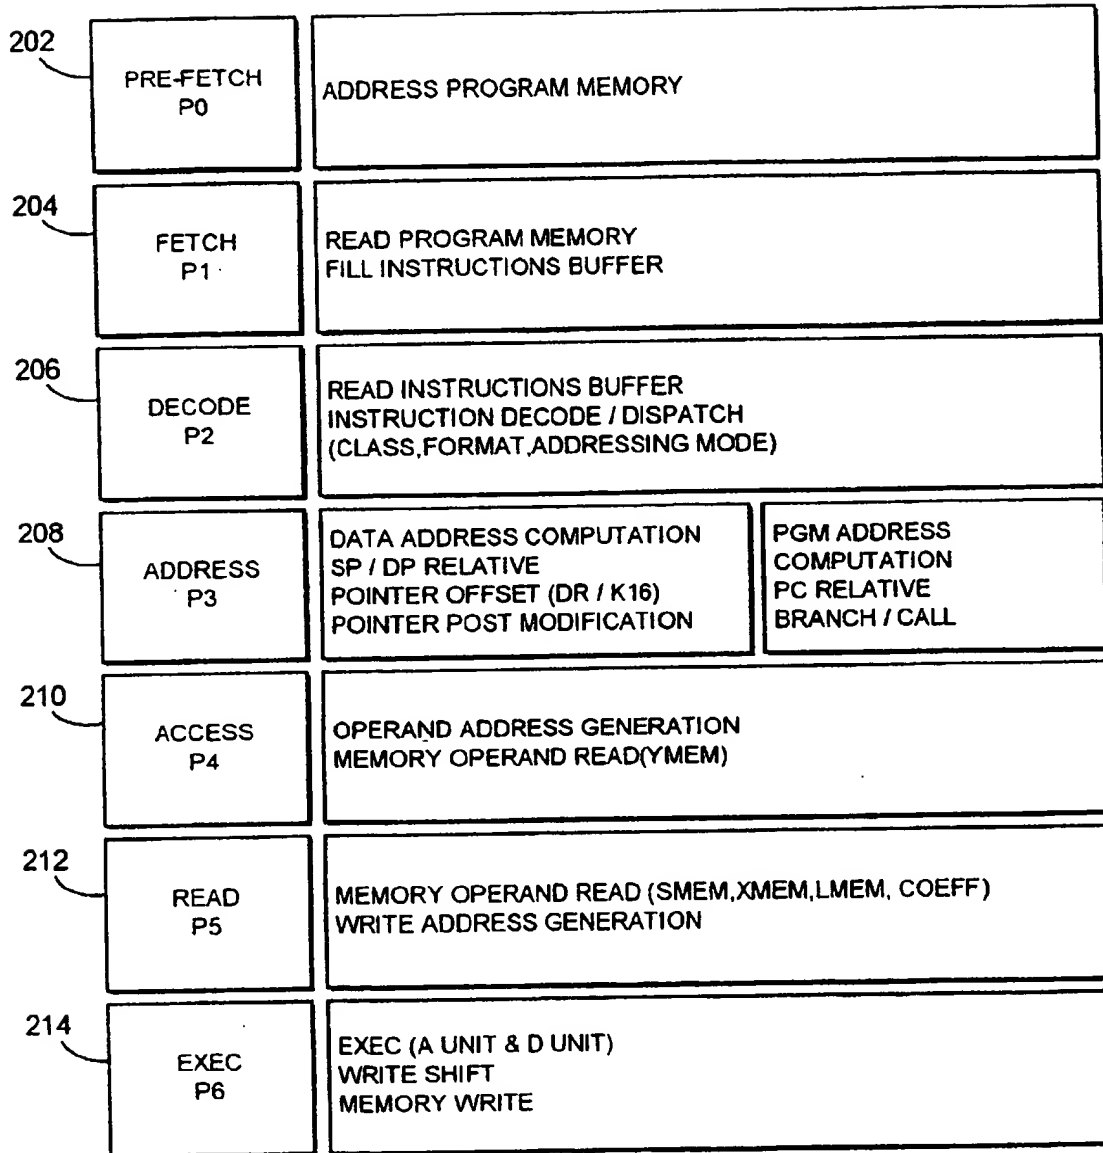 202
PRE-FETCH
P0
ADDRESS PROGRAM MEMORY
204
FETCH
P1
READ PROGRAM MEMORY
FILL INSTRUCTIONS BUFFER
206
DECODE
P2
READ INSTRUCTIONS BUFFER
INSTRUCTION DECODE / DISPATCH
(CLASS,FORMAT,ADDRESSING MODE)
208
ADDRESS
P3
DATA ADDRESS COMPUTATION
SP / DP RELATIVE
POINTER OFFSET (DR / K16)
POINTER POST MODIFICATION
PGM ADDRESS
COMPUTATION
PC RELATIVE
BRANCH / CALL
210
ACCESS
P4
OPERAND ADDRESS GENERATION
MEMORY OPERAND READ(YMEM)
212
READ
P5
MEMORY OPERAND READ (SMEM,XMEM,LMEM, COEFF)
WRITE ADDRESS GENERATION
214
EXEC
P6
EXEC (A UNIT & D UNIT)
WRITE SHIFT
MEMORY WRITE